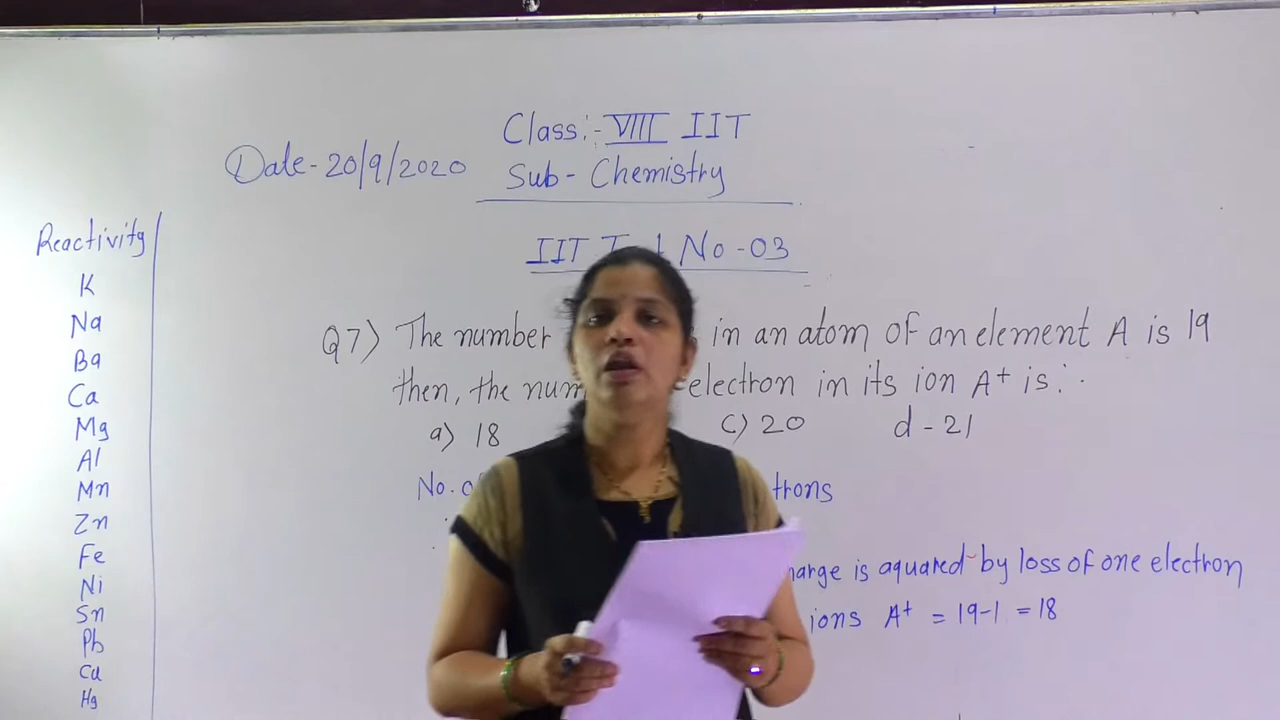 Class:- VIII IIT
Date-20/9/2020
Sub- Chemistry
IIT No-03
Reactivity
K
Na
Ba
Ca
Mg
Al
Mn
Zn
Fe
Ni
Sn
Pb
Cu
Hg
Q7) The number in an atom of an element A is 19
then, the electron in its ion A+ is:-
a) 18 c) 20 d - 21
No.
is aquared by loss of one electron
ions A+ = 19-1 = 18